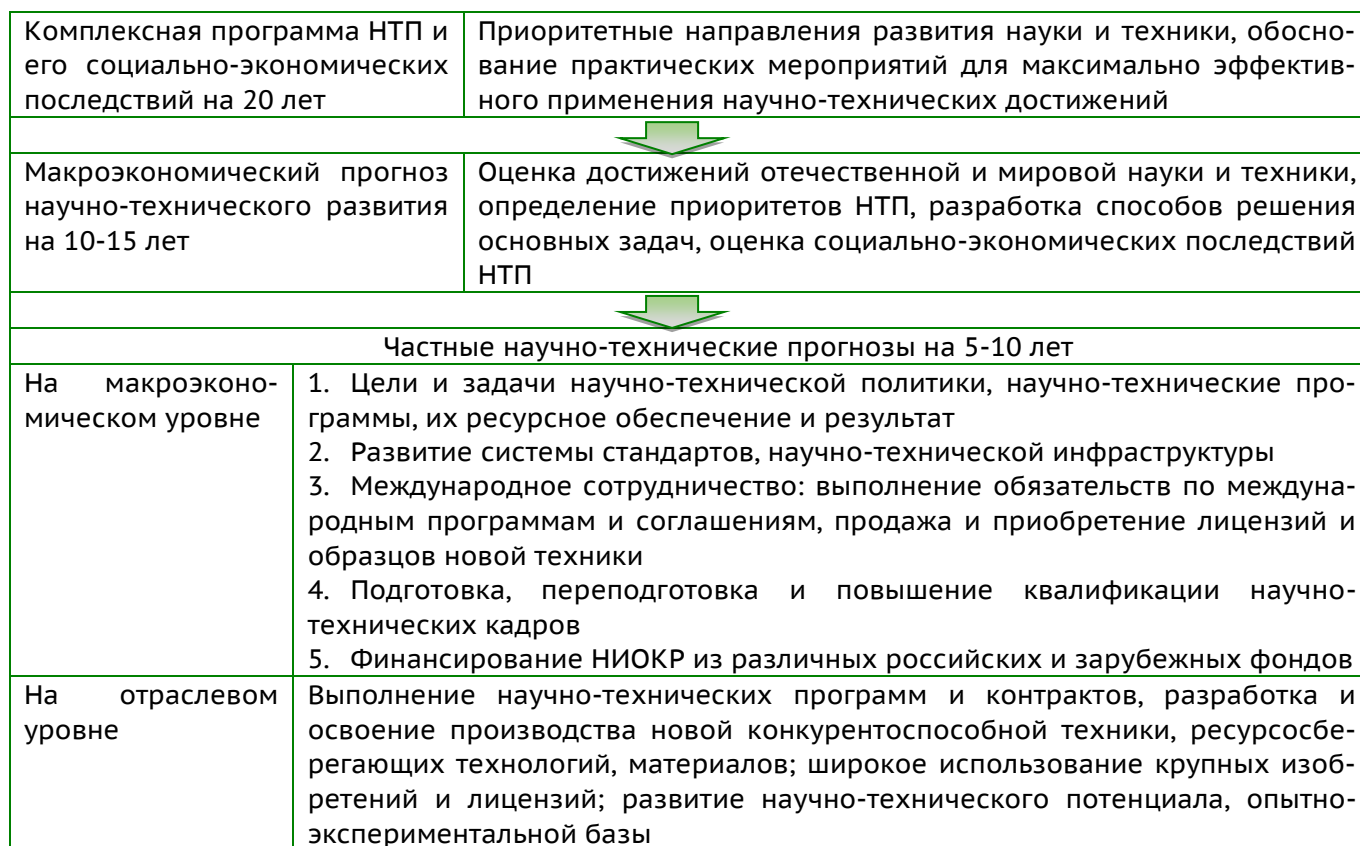 Комплексная программа НТП и
его социально-экономических
последствий на 20 лет
Приоритетные направления развития науки и техники, обосно-
вание практических мероприятий для максимально эффектив-
ного применения научно-технических достижений
Макроэкономический прогноз
научно-технического развития
на 10-15 лет
Оценка достижений отечественной и мировой науки и техники,
определение приоритетов НТП, разработка способов решения
основных задач, оценка социально-экономических последствий
НТП
Частные научно-технические прогнозы на 5-10 лет
На макроэконо-
мическом уровне
1. Цели и задачи научно-технической политики, научно-технические про-
граммы, их ресурсное обеспечение и результат
2. Развитие системы стандартов, научно-технической инфраструктуры
3. Международное сотрудничество: выполнение обязательств по междуна-
родным программам и соглашениям, продажа и приобретение лицензий и
образцов новой техники
4. Подготовка, переподготовка и повышение квалификации научно-
технических кадров
5. Финансирование НИОКР из различных российских и зарубежных фондов
На отраслевом
уровне
Выполнение научно-технических программ и контрактов, разработка и
освоение производства новой конкурентоспособной техники, ресурсосбе-
регающих технологий, материалов; широкое использование крупных изоб-
ретений и лицензий; развитие научно-технического потенциала, опытно-
экспериментальной базы